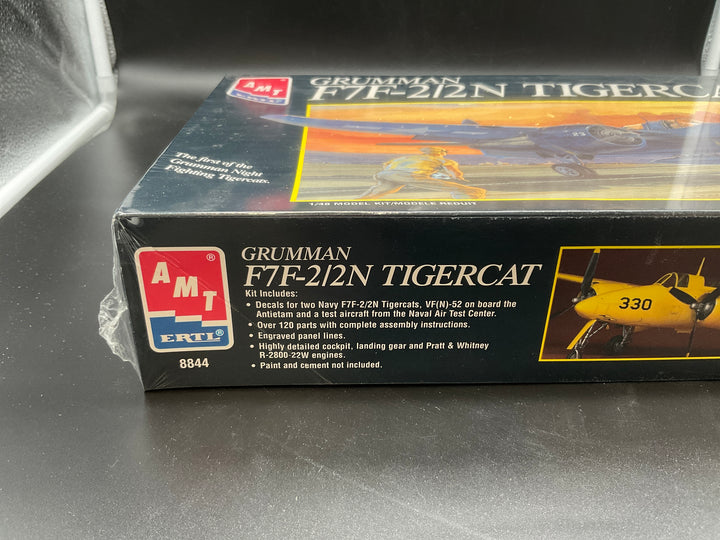 AMT®
ERTL
GRUMMAN
F7F-2/2N TIGERCA
The first of the
Grumman Night
Fighting Tigercats.
1/48 MODEL KIT/MODELE REDUIT
AMT®
ERTL®
8844
GRUMMAN
F7F-2/2N TIGERCAT
Kit Includes:
• Decals for two Navy F7F-2/2N Tigercats, VF(N)-52 on board the
Antietam and a test aircraft from the Naval Air Test Center.
• Over 120 parts with complete assembly instructions.
• Engraved panel lines.
• Highly detailed cockpit, landing gear and Pratt & Whitney
R-2800-22W engines.
• Paint and cement not included.
330